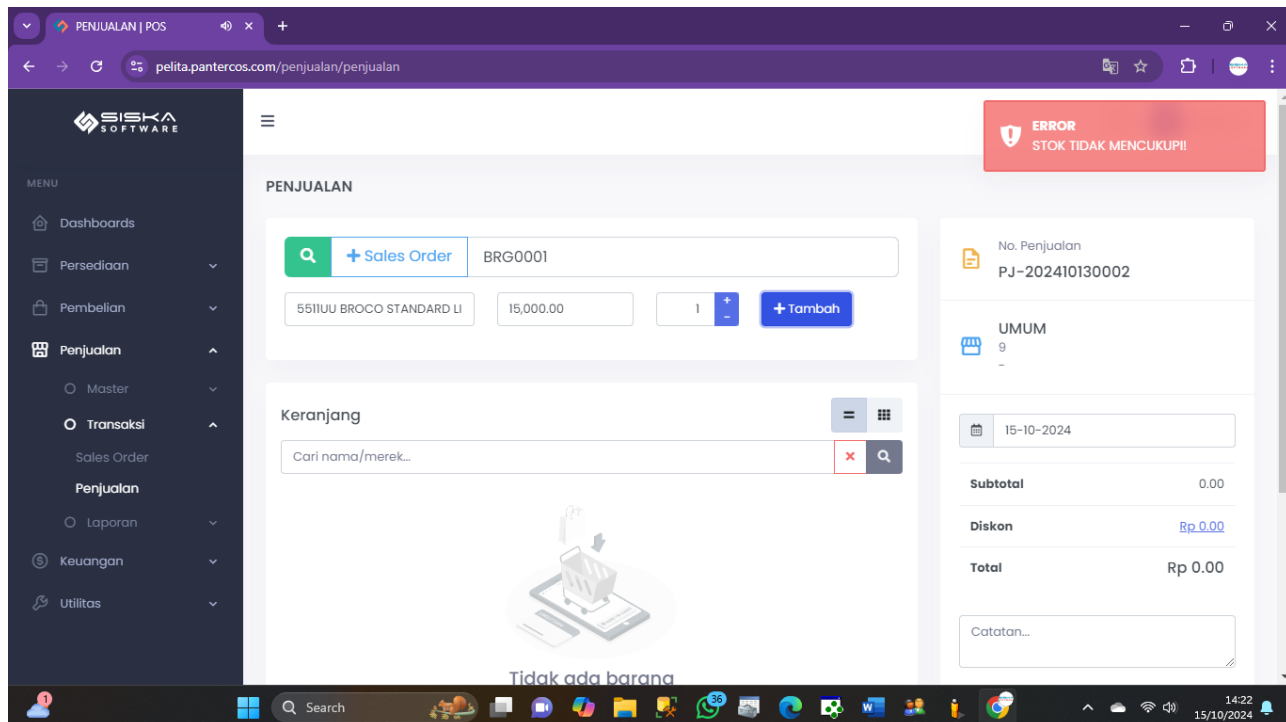 PENJUALAN | POS
pelita.pantercos.com/penjualan/penjualan
SISKA
SOFTWARE
ERROR
STOK TIDAK MENCUKUPI!
MENU
Dashboards
Persediaan
Pembelian
Penjualan
Master
Transaksi
Sales Order
Penjualan
Laporan
Keuangan
Utilitas
PENJUALAN
+ Sales Order BRG0001
5511UU BROCO STANDARD LI 15,000.00 1 + - + Tambah
Keranjang
Cari nama/merek...
Tidak ada barang
No. Penjualan
PJ-202410130002
UMUM
9
-
15-10-2024
Subtotal 0.00
Diskon Rp 0.00
Total Rp 0.00
Catatan...
1
Search
36
14:22
15/10/2024